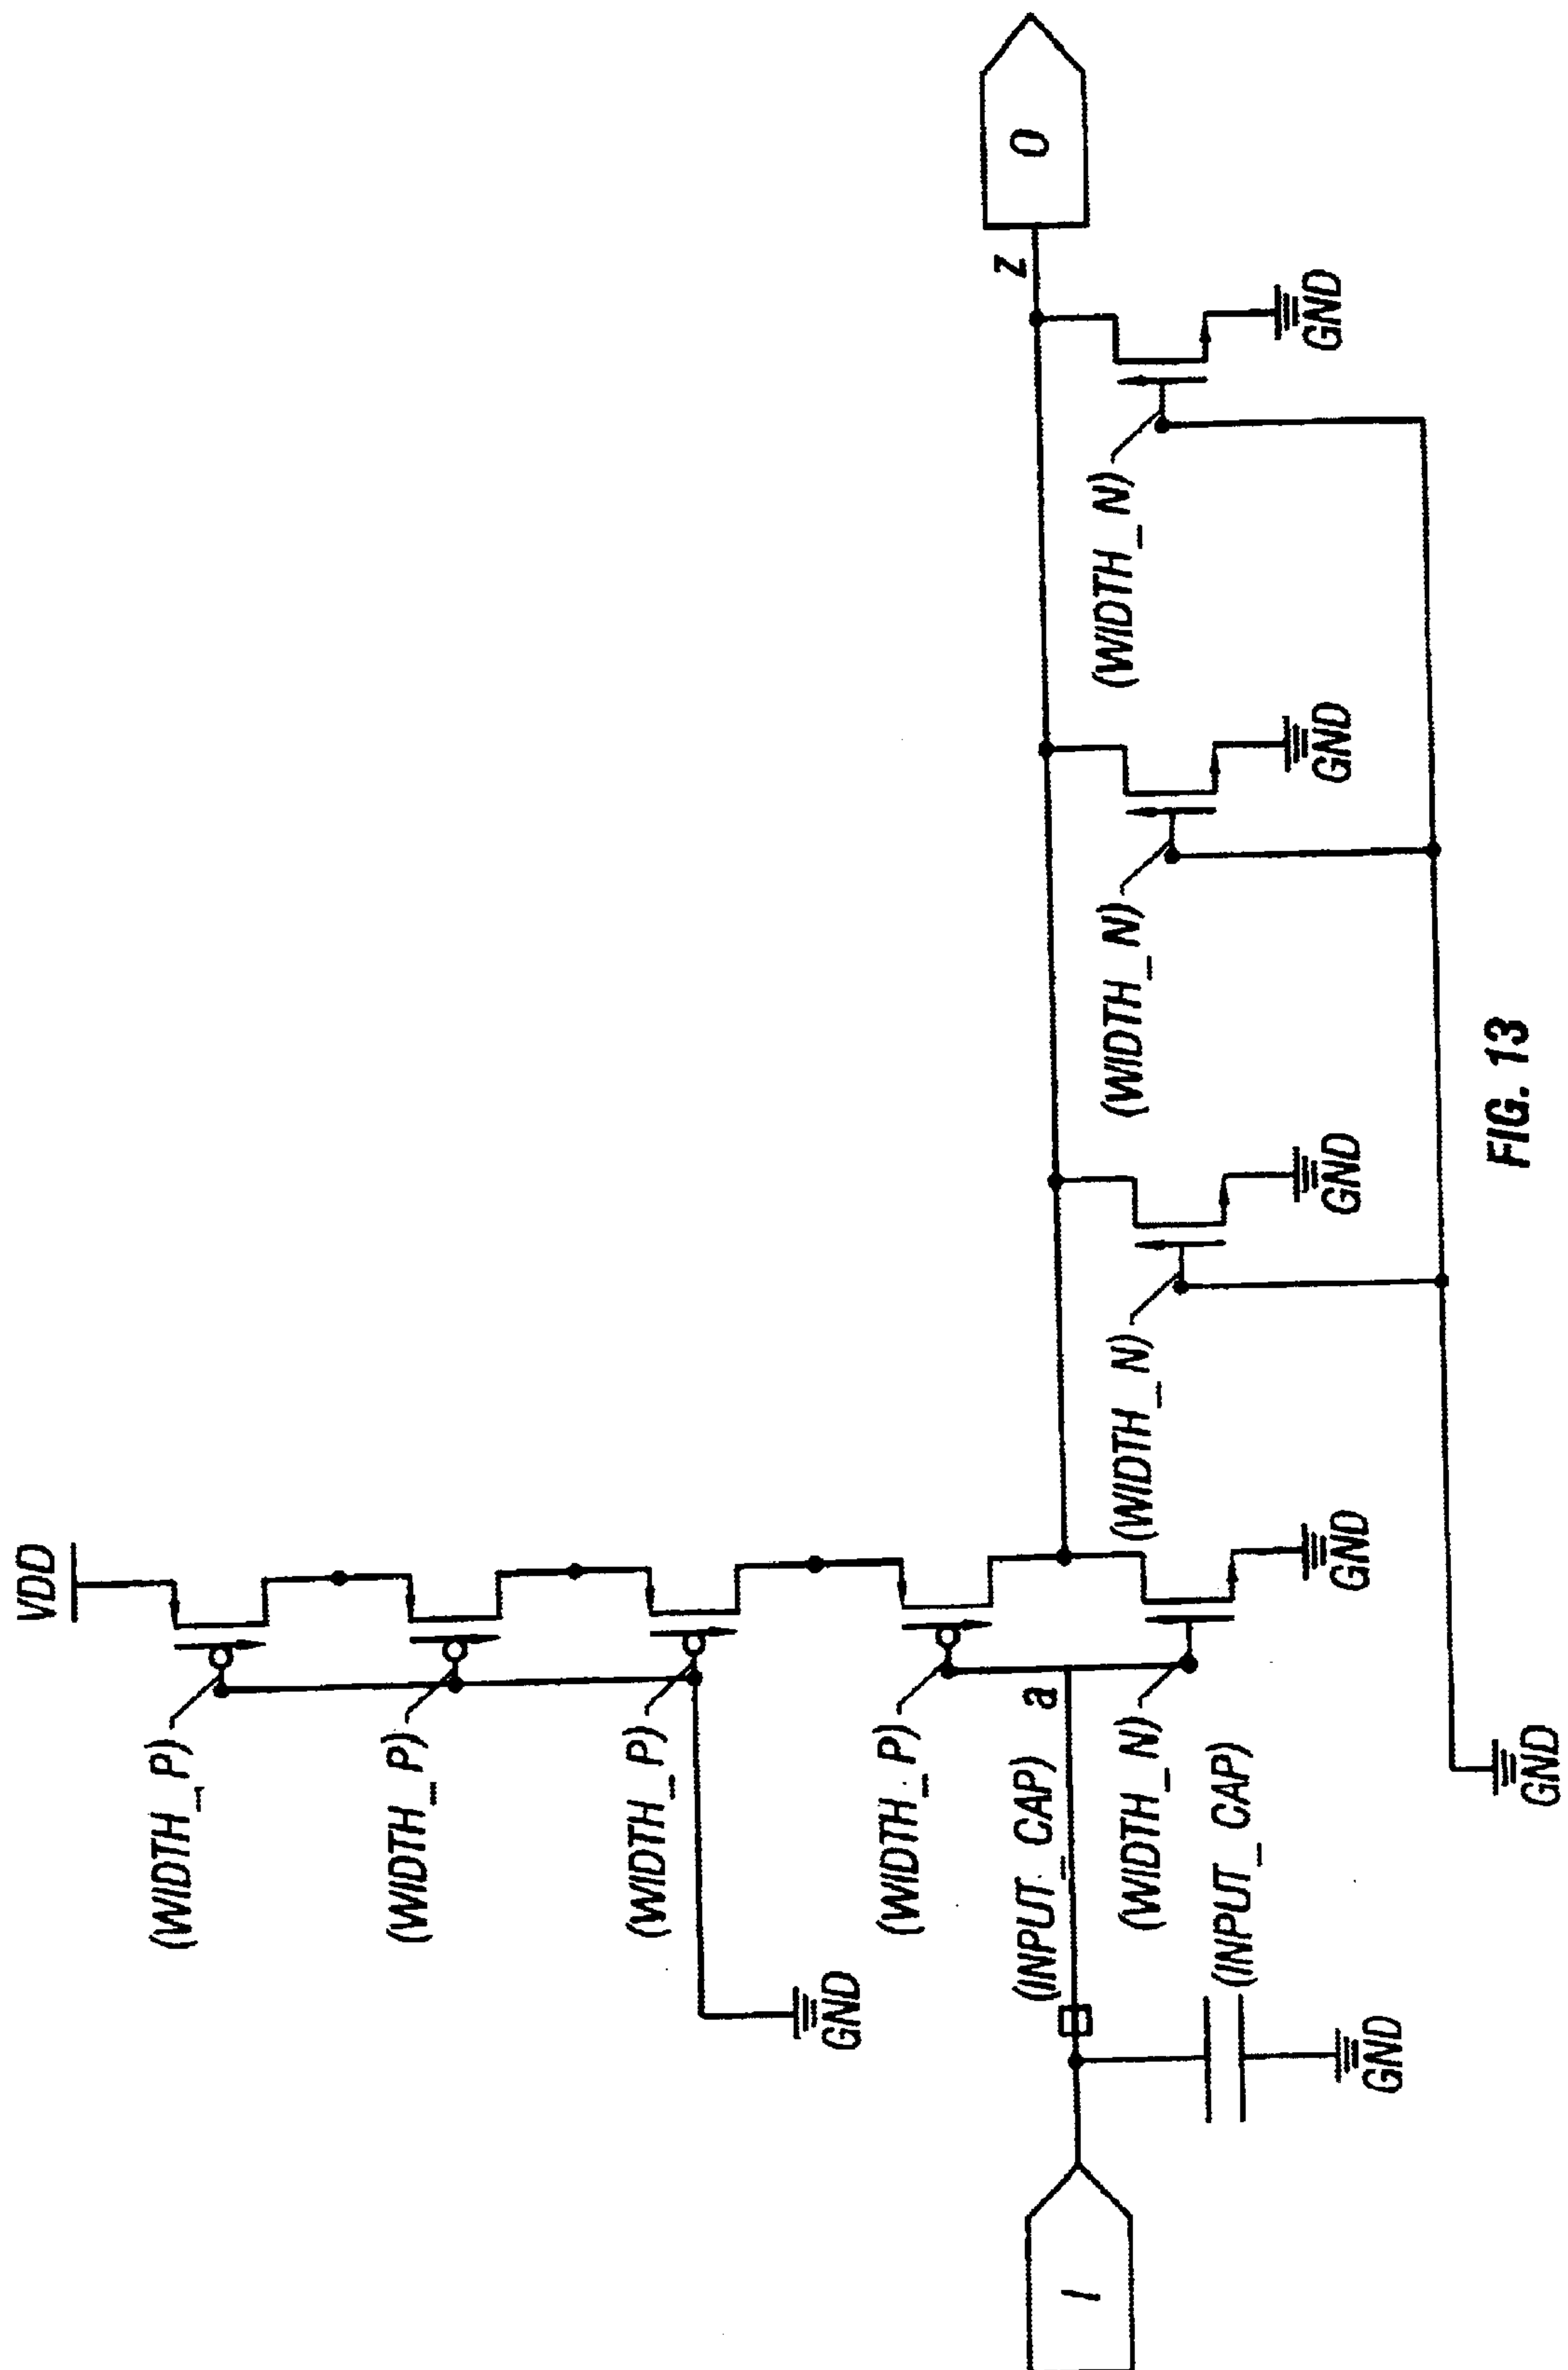 VDD
(WIDTH_P)
(WIDTH_P)
(WIDTH_P)
GND
(WIDTH_P)
I
(INPUT_CAP)
a
(WIDTH_N)
(INPUT_CAP)
GND
GND
(WIDTH_N)
GND
(WIDTH_N)
GND
(WIDTH_N)
GND
z
O
GND
FIG. 13